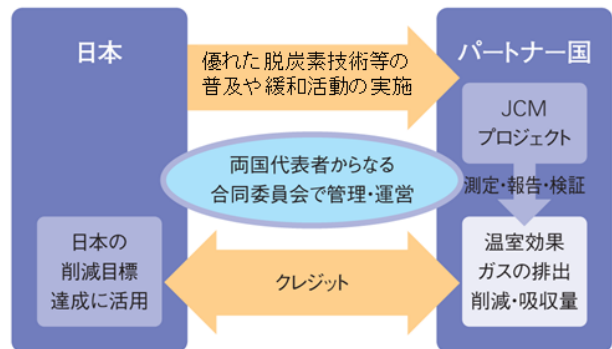 日本
優れた脱炭素技術等の
普及や緩和活動の実施
パートナー国
JCM
プロジェクト
両国代表者からなる
合同委員会で管理・運営
測定・報告・検証
日本の
削減目標
達成に活用
クレジット
温室効果
ガスの排出
削減・吸収量